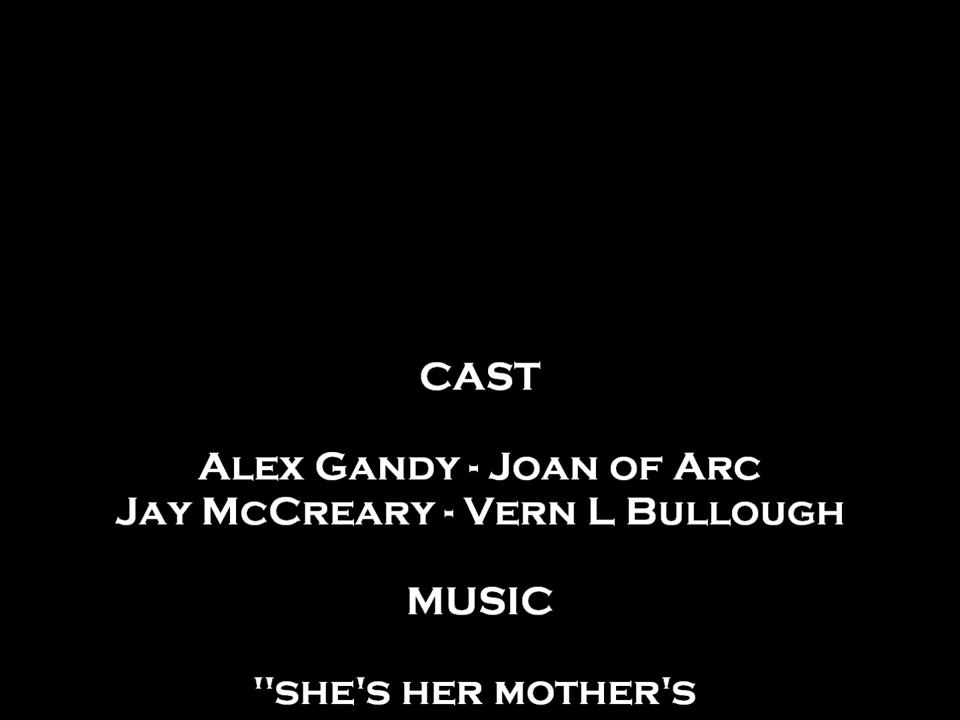 CAST
Alex Gandy - Joan of Arc
Jay McCreary - Vern L Bullough
MUSIC
"she's her mother's